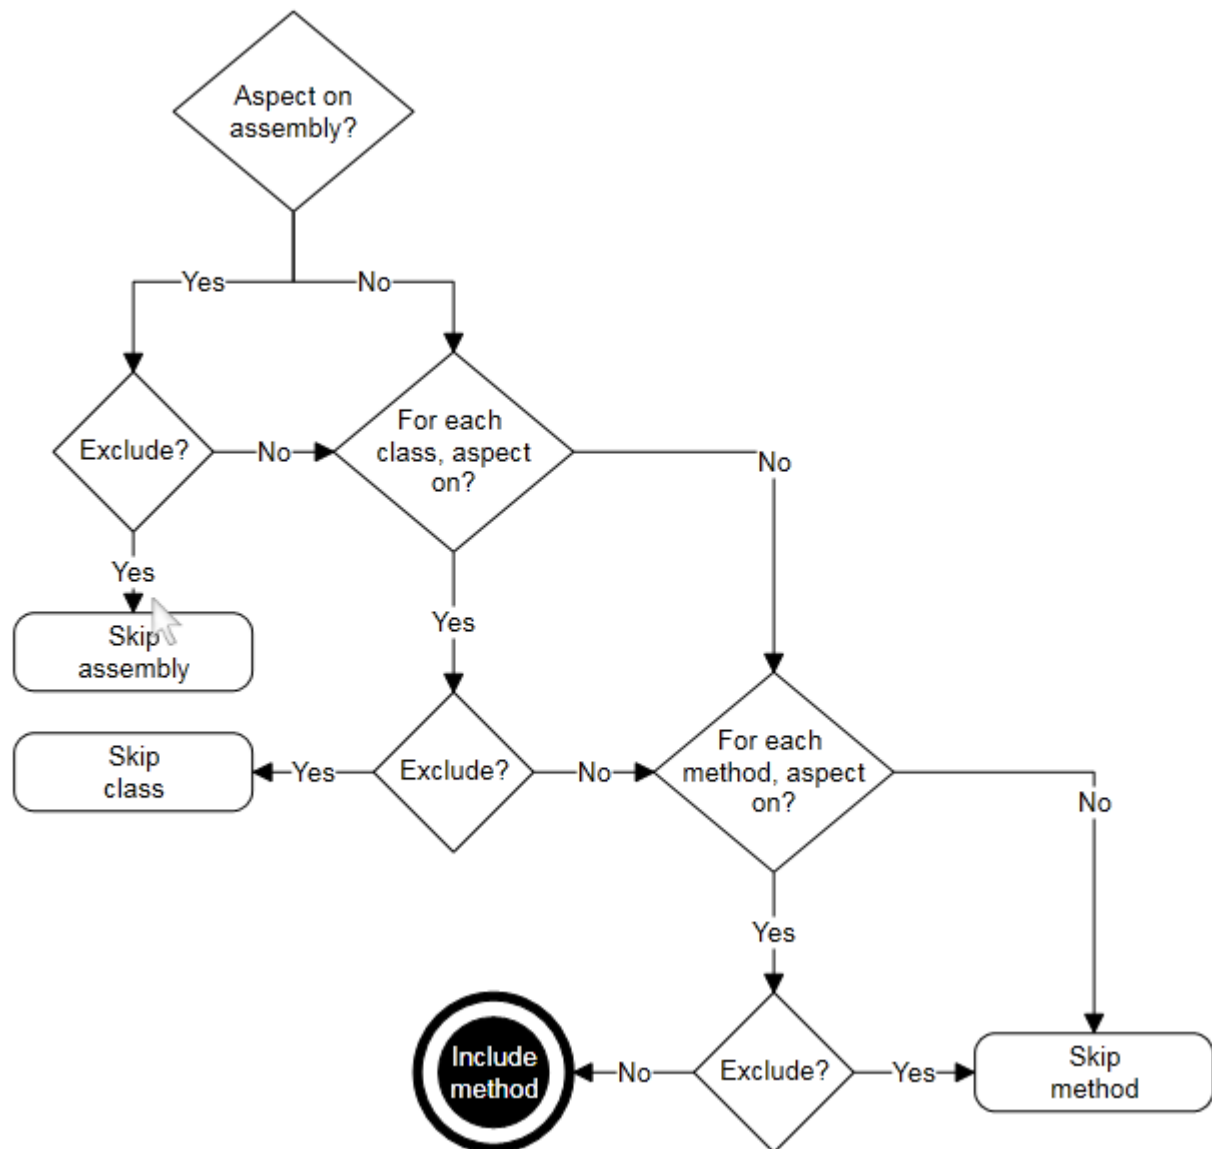 Aspect on
assembly?
Yes
No
Exclude?
No
For each
class, aspect
on?
No
Yes
Skip
assembly
Yes
Skip
class
Yes
Exclude?
No
For each
method, aspect
on?
No
Yes
Include
method
No
Exclude?
Yes
Skip
method